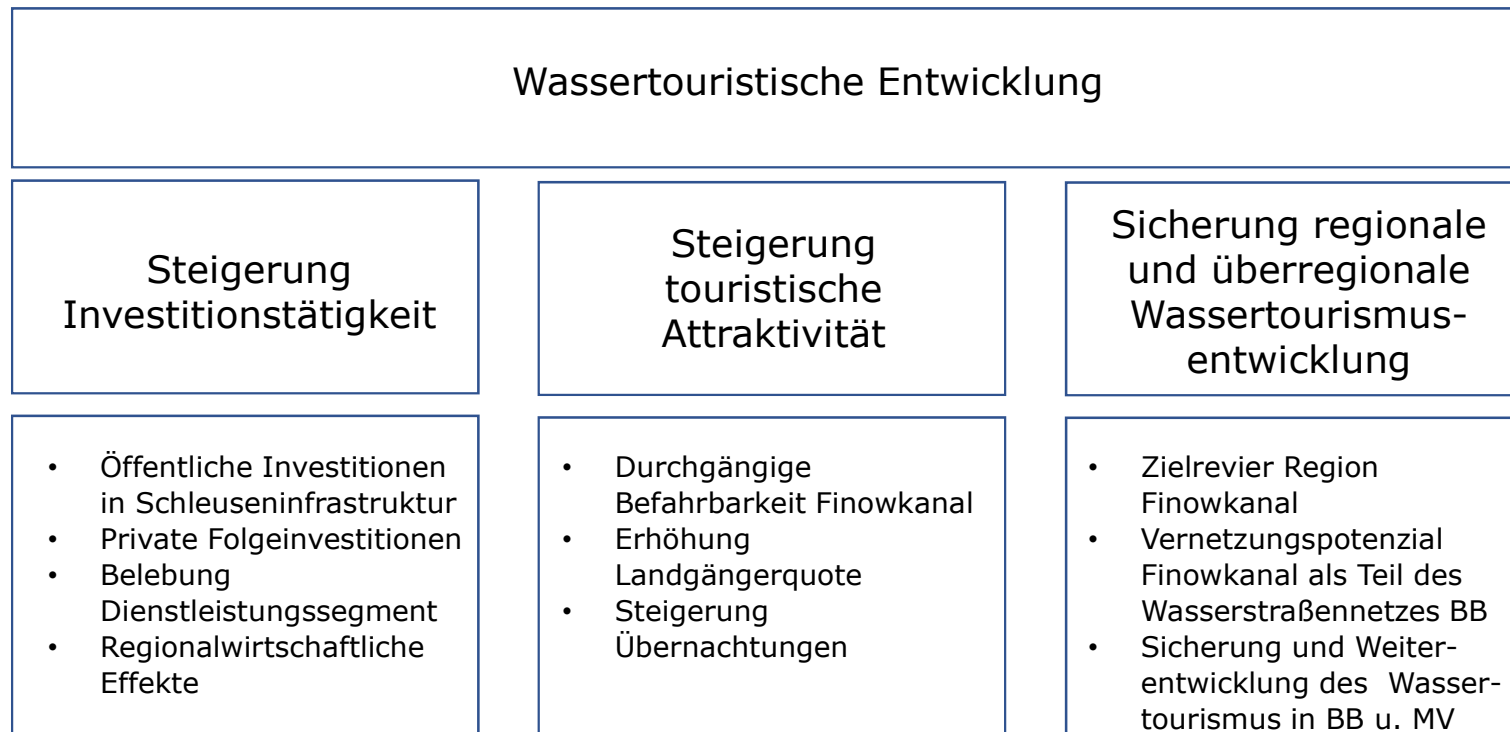 Wassertouristische Entwicklung
Steigerung
Investitionstätigkeit
Steigerung
touristische
Attraktivität
Sicherung regionale
und überregionale
Wassertourismus-
entwicklung
• Öffentliche Investitionen
in Schleuseninfrastruktur
• Private Folgeinvestitionen
• Belebung
Dienstleistungssegment
• Regionalwirtschaftliche
Effekte
• Durchgängige
Befahrbarkeit Finowkanal
• Erhöhung
Landgängerquote
• Steigerung
Übernachtungen
• Zielrevier Region
Finowkanal
• Vernetzungspotenzial
Finowkanal als Teil des
Wasserstraßennetzes BB
• Sicherung und Weiter-
entwicklung des Wasser-
tourismus in BB u. MV